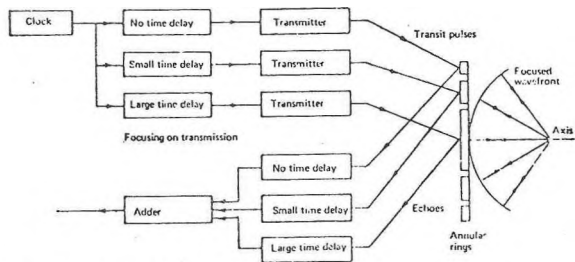 Clock
No time delay
Transmitter
Transit pulses
Small time delay
Transmitter
Focused
wavefront
Large time delay
Transmitter
Axis
Focusing on transmission
No time delay
Adder
Small time delay
Echoes
Large time delay
Annular
rings